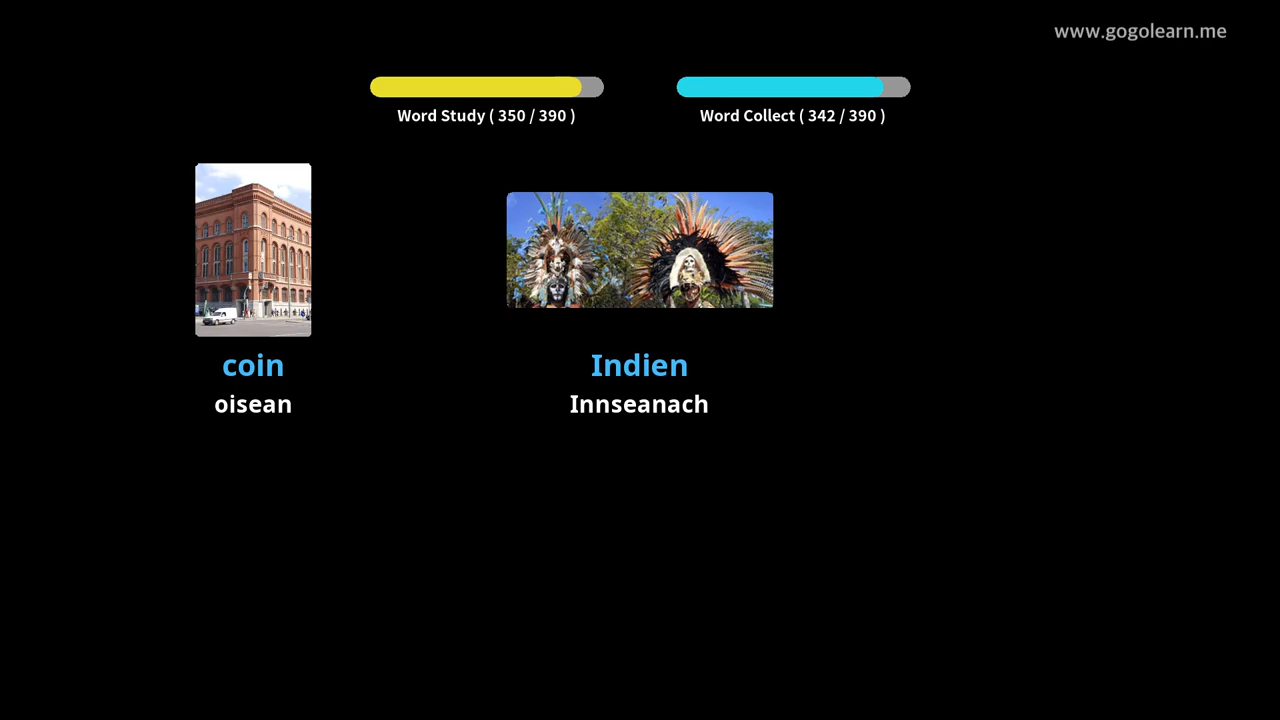 www.gogolearn.me
Word Study ( 350 / 390 )
Word Collect ( 342 / 390 )
coin
oisean
Indien
Innseanach